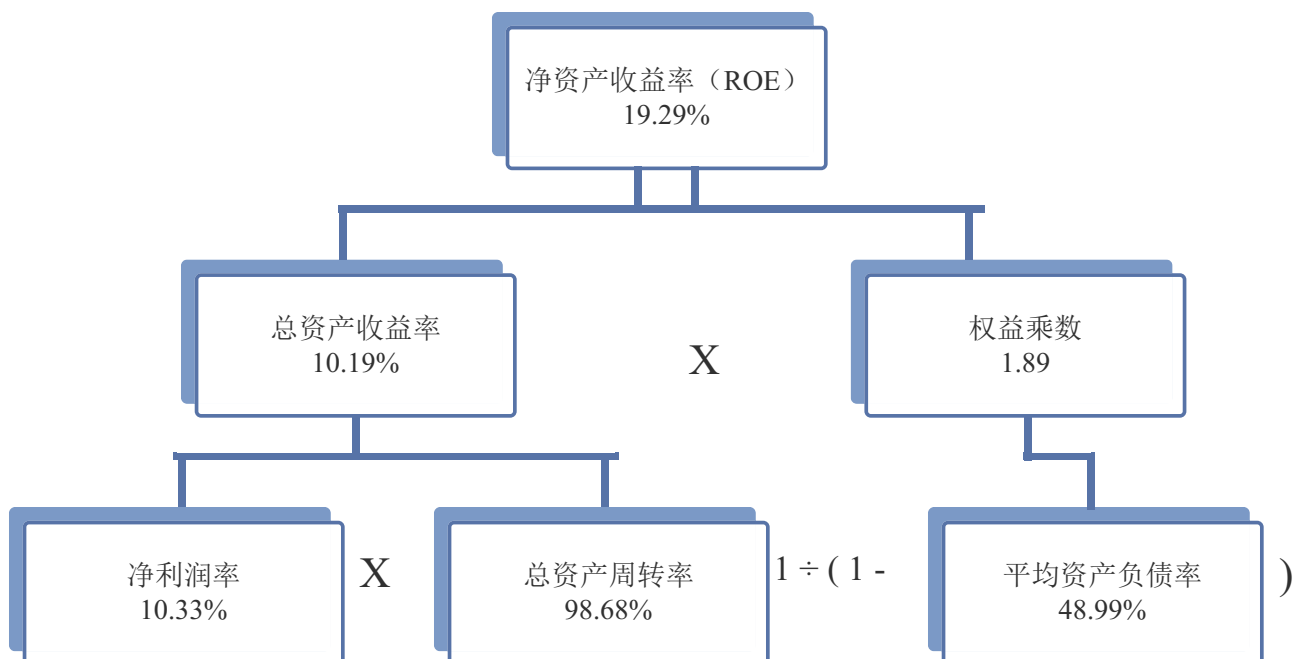 净资产收益率（ROE）
19.29%
总资产收益率
10.19%
X
权益乘数
1.89
净利润率
10.33%
X
总资产周转率
98.68%
1 ÷ ( 1 -
平均资产负债率
48.99%
)